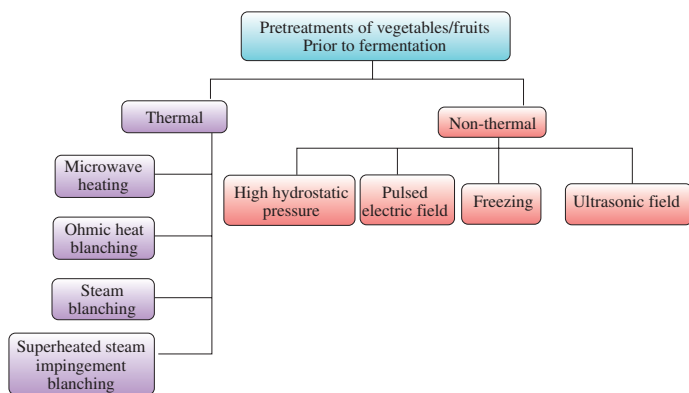 Pretreatments of vegetables/fruits
Prior to fermentation
Thermal
Non-thermal
Microwave
heating
Ohmic heat
blanching
Steam
blanching
Superheated steam
impingement
blanching
High hydrostatic
pressure
Pulsed
electric field
Freezing
Ultrasonic field